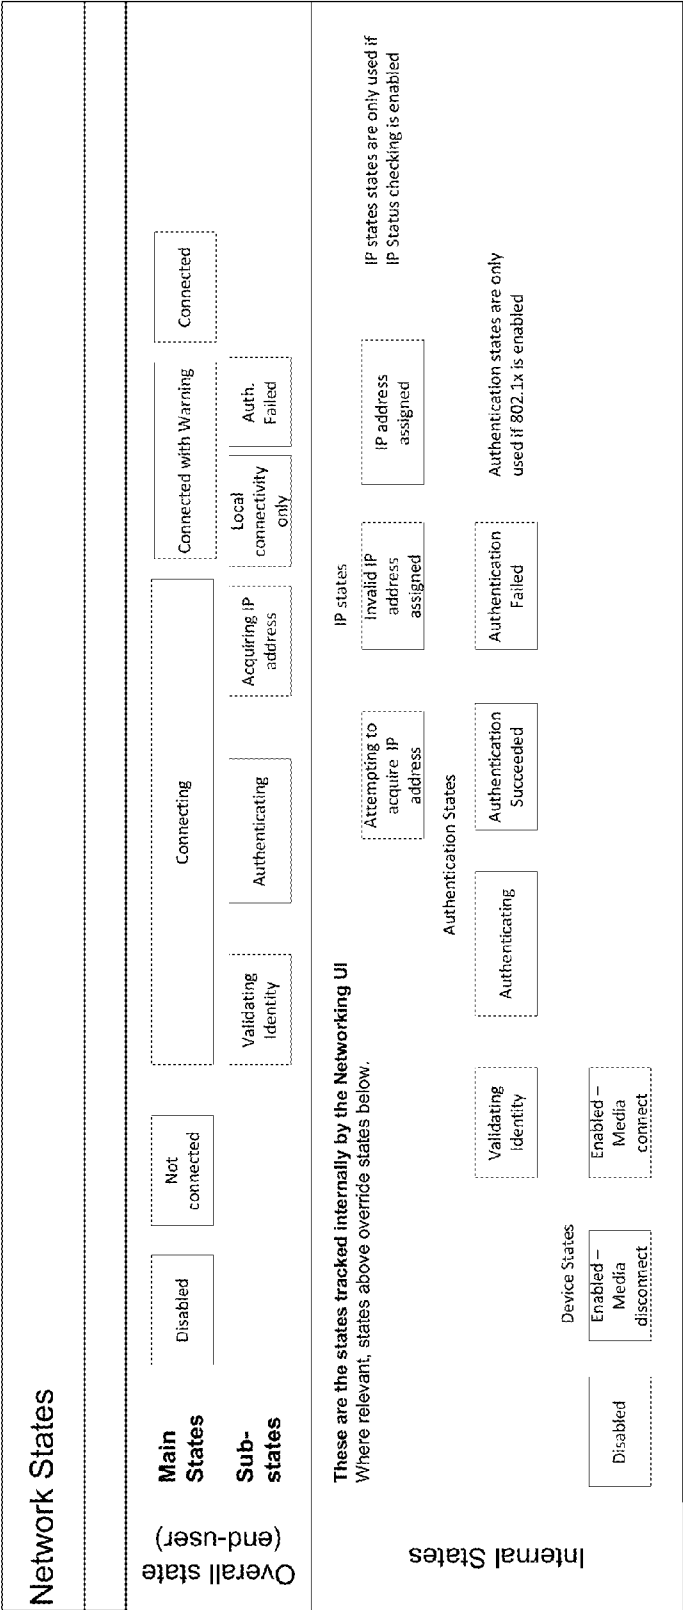 Network States
Overall state
(end-user)
Main
States
Disabled
Not
connected
Connecting
Connected with Warning
Connected
Sub-
states
Validating
Identity
Authenticating
Acquiring IP
address
Local
connectivity
only
Auth.
Failed
Internal States
These are the states tracked internally by the Networking UI
Where relevant, states above override states below.
IP states
Attempting to
acquire IP
address
Invalid IP
address
assigned
IP address
assigned
IP states states are only used if
IP Status checking is enabled
Authentication States
Validating
Identity
Authenticating
Authentication
Succeeded
Authentication
Failed
Authentication states are only
used if 802.1x is enabled
Device States
Disabled
Enabled –
Media
disconnect
Enabled –
Media
connect